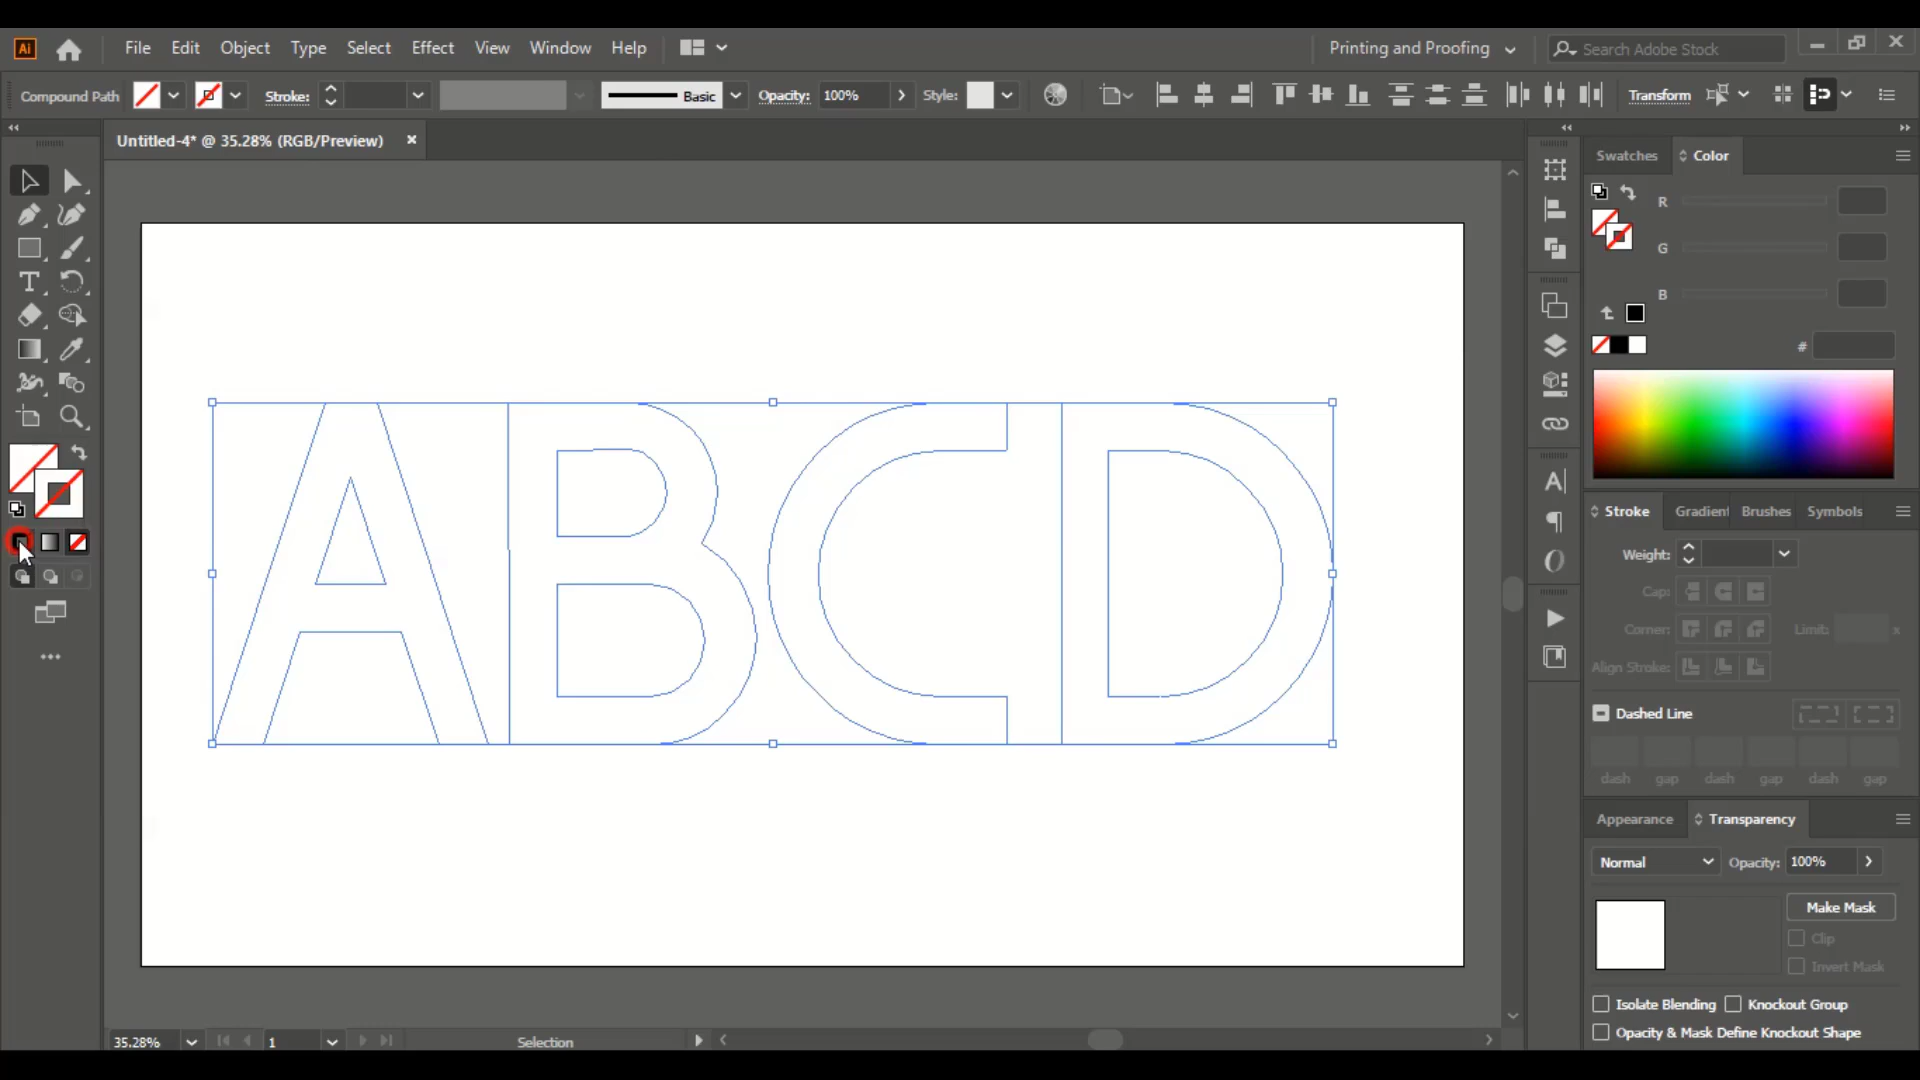 Ai File Edit Object Type Select Effect View Window Help Printing and Proofing Search Adobe Stock
Compound Path Stroke: Basic Opacity: 100% Style: Transform
Untitled-4* @ 35.28% (RGB/Preview)
Swatches Color
R
G
B
#
ABCD
Stroke Gradient Brushes Symbols
Weight:
Cap:
Corner: Limit: x
Align Stroke:
Dashed Line
dash gap dash gap dash gap
Appearance Transparency
Normal Opacity: 100%
Make Mask
Clip
Invert Mask
Isolate Blending Knockout Group
Opacity & Mask Define Knockout Shape
35.28% 1 Selection